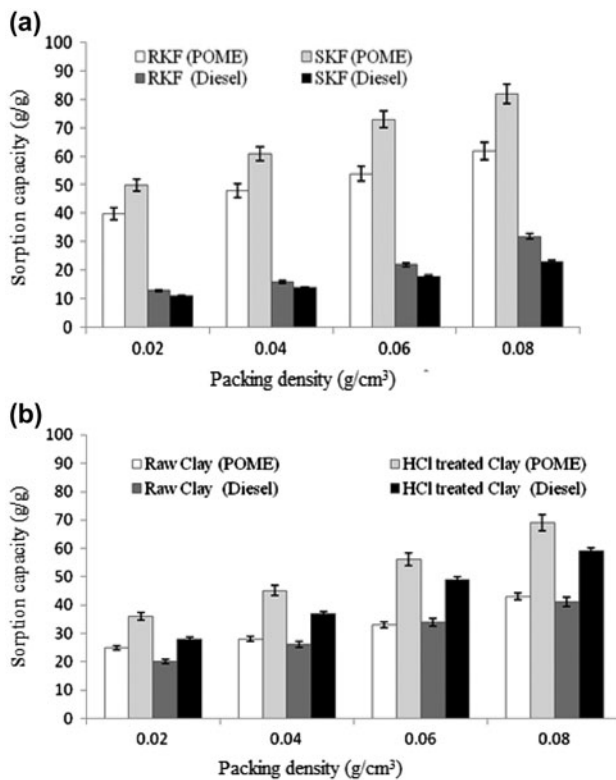 (a)
RKF (POME) SKF (POME)
RKF (Diesel) SKF (Diesel)
Sorption capacity (g/g)
100
90
80
70
60
50
40
30
20
10
0
0.02 0.04 0.06 0.08
Packing density (g/cm³)
(b)
Raw Clay (POME) HCl treated Clay (POME)
Raw Clay (Diesel) HCl treated Clay (Diesel)
Sorption capacity (g/g)
100
90
80
70
60
50
40
30
20
10
0
0.02 0.04 0.06 0.08
Packing density (g/cm³)